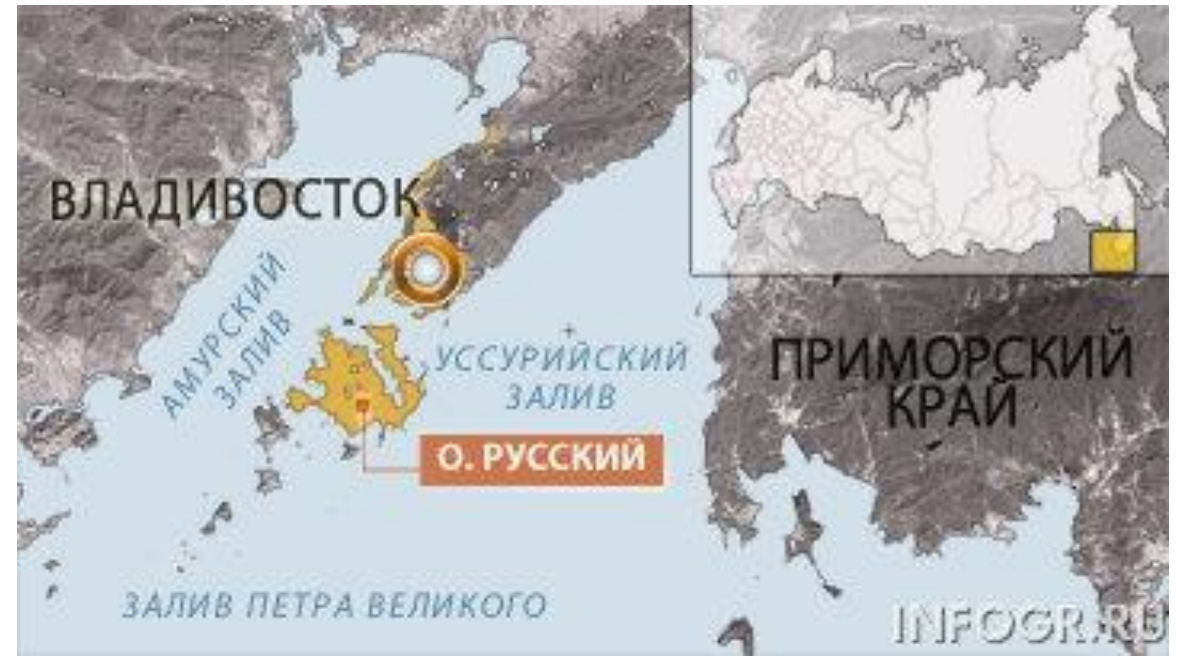 ВЛАДИВОСТОК
АМУРСКИЙ
ЗАЛИВ
УССУРИЙСКИЙ
ЗАЛИВ
ПРИМОРСКИЙ
КРАЙ
О. РУССКИЙ
ЗАЛИВ ПЕТРА ВЕЛИКОГО
INFOGR.RU